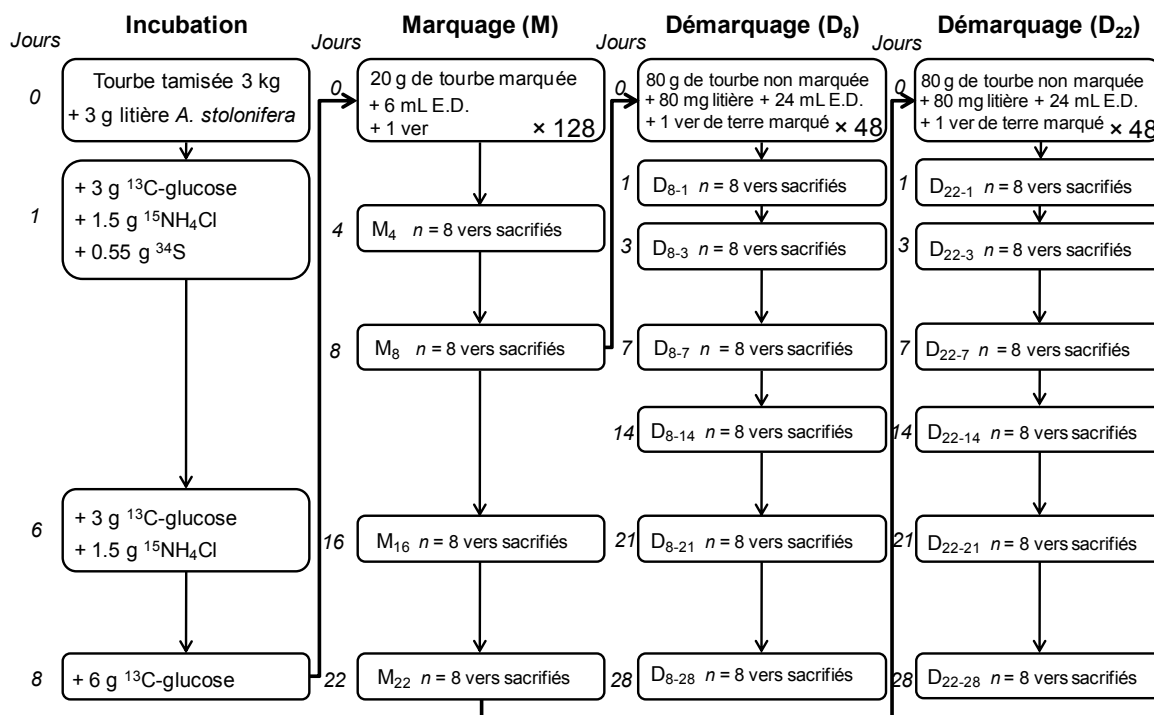 Jours
Incubation
0
Tourbe tamisée 3 kg
+ 3 g litière A. stolonifera
1
+ 3 g ¹³C-glucose
+ 1.5 g ¹⁵NH₄Cl
+ 0.55 g ³⁴S
6
+ 3 g ¹³C-glucose
+ 1.5 g ¹⁵NH₄Cl
8
+ 6 g ¹³C-glucose
Jours
Marquage (M)
0
20 g de tourbe marquée
+ 6 mL E.D.
+ 1 ver × 128
4
M₄ n = 8 vers sacrifiés
8
M₈ n = 8 vers sacrifiés
16
M₁₆ n = 8 vers sacrifiés
22
M₂₂ n = 8 vers sacrifiés
Jours
Démarquage (D₈)
0
80 g de tourbe non marquée
+ 80 mg litière + 24 mL E.D.
+ 1 ver de terre marqué × 48
1
D₈₋₁ n = 8 vers sacrifiés
3
D₈₋₃ n = 8 vers sacrifiés
7
D₈₋₇ n = 8 vers sacrifiés
14
D₈₋₁₄ n = 8 vers sacrifiés
21
D₈₋₂₁ n = 8 vers sacrifiés
28
D₈₋₂₈ n = 8 vers sacrifiés
Jours
Démarquage (D₂₂)
0
80 g de tourbe non marquée
+ 80 mg litière + 24 mL E.D.
+ 1 ver de terre marqué × 48
1
D₂₂₋₁ n = 8 vers sacrifiés
3
D₂₂₋₃ n = 8 vers sacrifiés
7
D₂₂₋₇ n = 8 vers sacrifiés
14
D₂₂₋₁₄ n = 8 vers sacrifiés
21
D₂₂₋₂₁ n = 8 vers sacrifiés
28
D₂₂₋₂₈ n = 8 vers sacrifiés